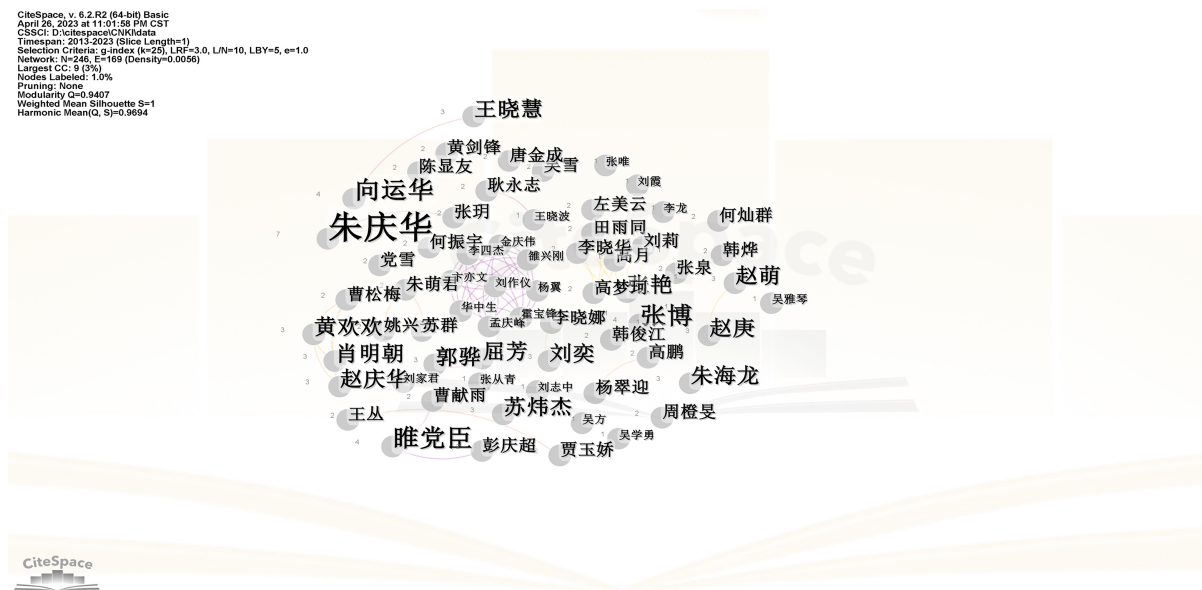 CiteSpace, v. 6.2.R2 (64-bit) Basic
April 26, 2023 at 11:01:58 PM CST
CSSCI: D:\citespace\CNKI\data
Timespan: 2013-2023 (Slice Length=1)
Selection Criteria: g-index (k=25), LRF=3.0, L/N=10, LBY=5, e=1.0
Network: N=246, E=169 (Density=0.0056)
Largest CC: 9 (3%)
Nodes Labeled: 1.0%
Pruning: None
Modularity Q=0.9407
Weighted Mean Silhouette S=1
Harmonic Mean(Q, S)=0.9694
王晓慧
黄剑锋
唐金成
吴雪
张唯
陈显友
向运华
耿永志
刘霞
朱庆华
张玥
王晓波
左美云
李龙
何灿群
田雨同
何振宇
金庆伟
李四杰
李晓华
刘莉
高月
韩烨
党雪
雒兴刚
张泉
赵萌
朱萌君
卞亦文
刘作仪
杨翼
高梦珂
张艳
曹松梅
吴雅琴
华中生
霍宝锋
李晓娜
张博
黄欢欢
姚兴
苏群
孟庆峰
韩俊江
赵庚
肖明朝
郭骅
屈芳
刘奕
高鹏
赵庆华
刘家君
张从青
刘志中
杨翠迎
朱海龙
曹献雨
王丛
苏炜杰
吴方
周橙旻
睢党臣
彭庆超
贾玉娇
吴学勇
CiteSpace